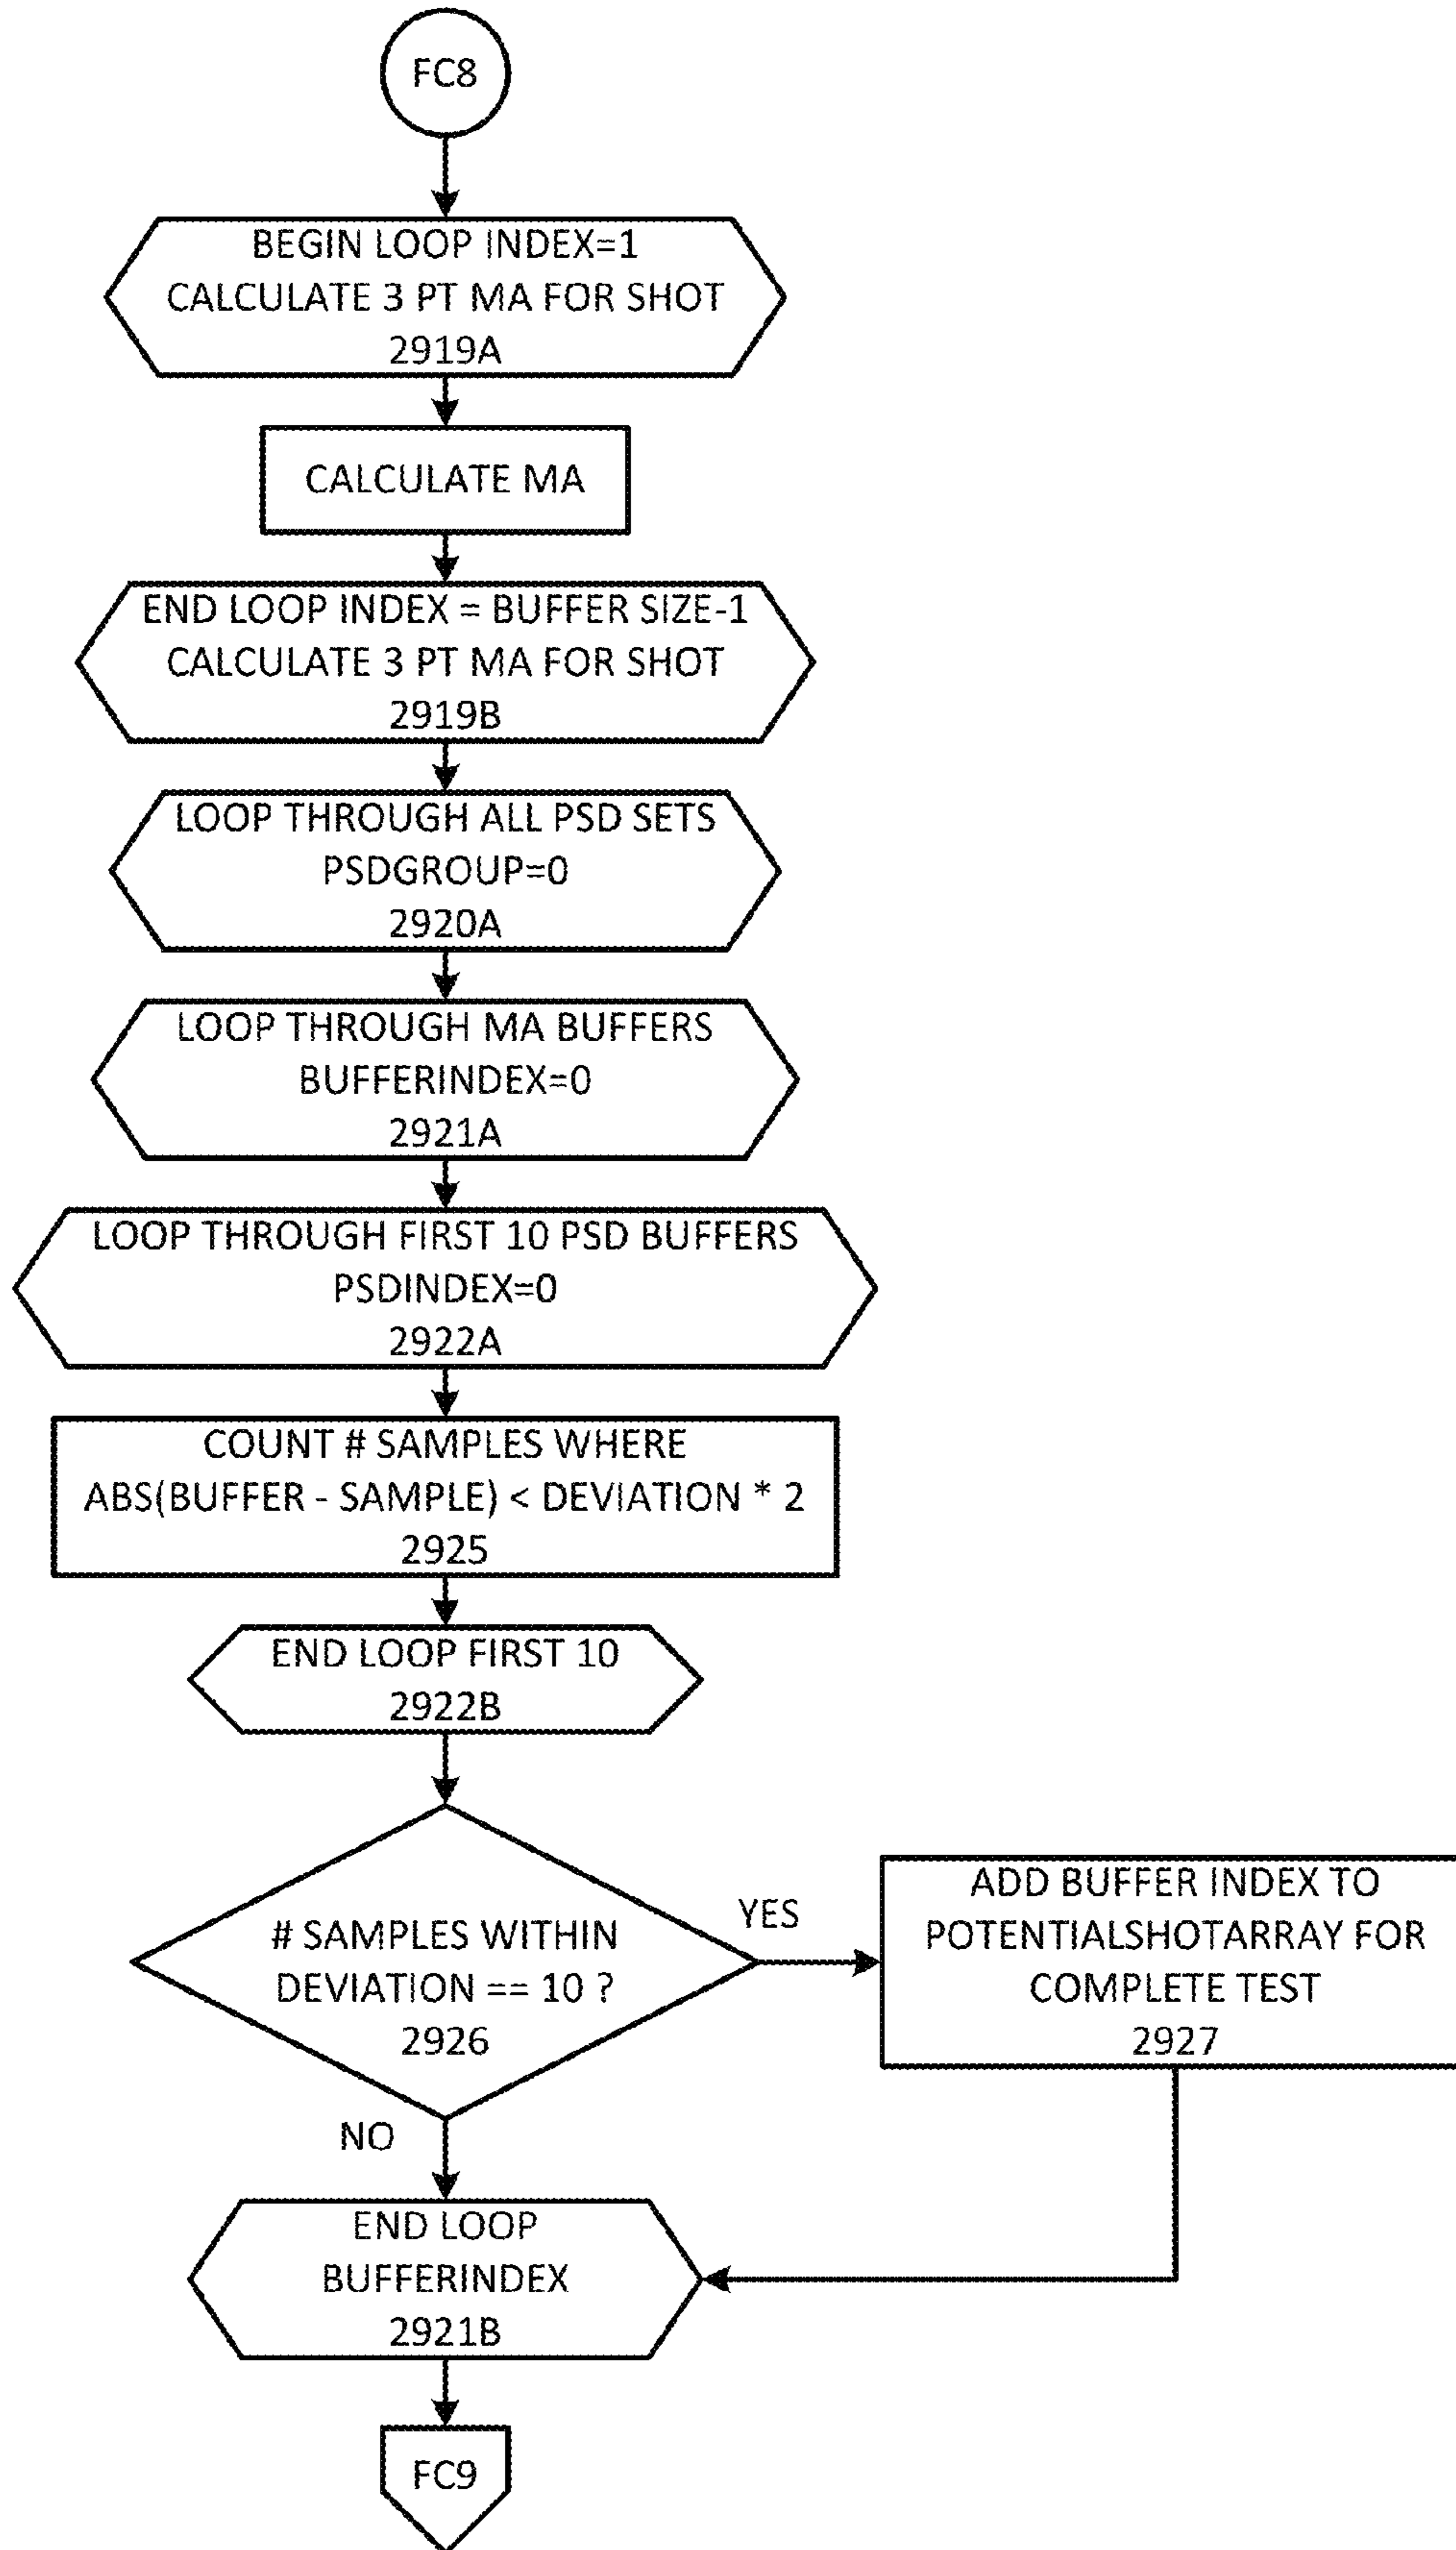 FC8
BEGIN LOOP INDEX=1
CALCULATE 3 PT MA FOR SHOT
2919A
CALCULATE MA
END LOOP INDEX = BUFFER SIZE-1
CALCULATE 3 PT MA FOR SHOT
2919B
LOOP THROUGH ALL PSD SETS
PSDGROUP=0
2920A
LOOP THROUGH MA BUFFERS
BUFFERINDEX=0
2921A
LOOP THROUGH FIRST 10 PSD BUFFERS
PSDINDEX=0
2922A
COUNT # SAMPLES WHERE
ABS(BUFFER - SAMPLE) < DEVIATION * 2
2925
END LOOP FIRST 10
2922B
# SAMPLES WITHIN
DEVIATION == 10 ?
2926
YES
ADD BUFFER INDEX TO
POTENTIALSHOTARRAY FOR
COMPLETE TEST
2927
NO
END LOOP
BUFFERINDEX
2921B
FC9